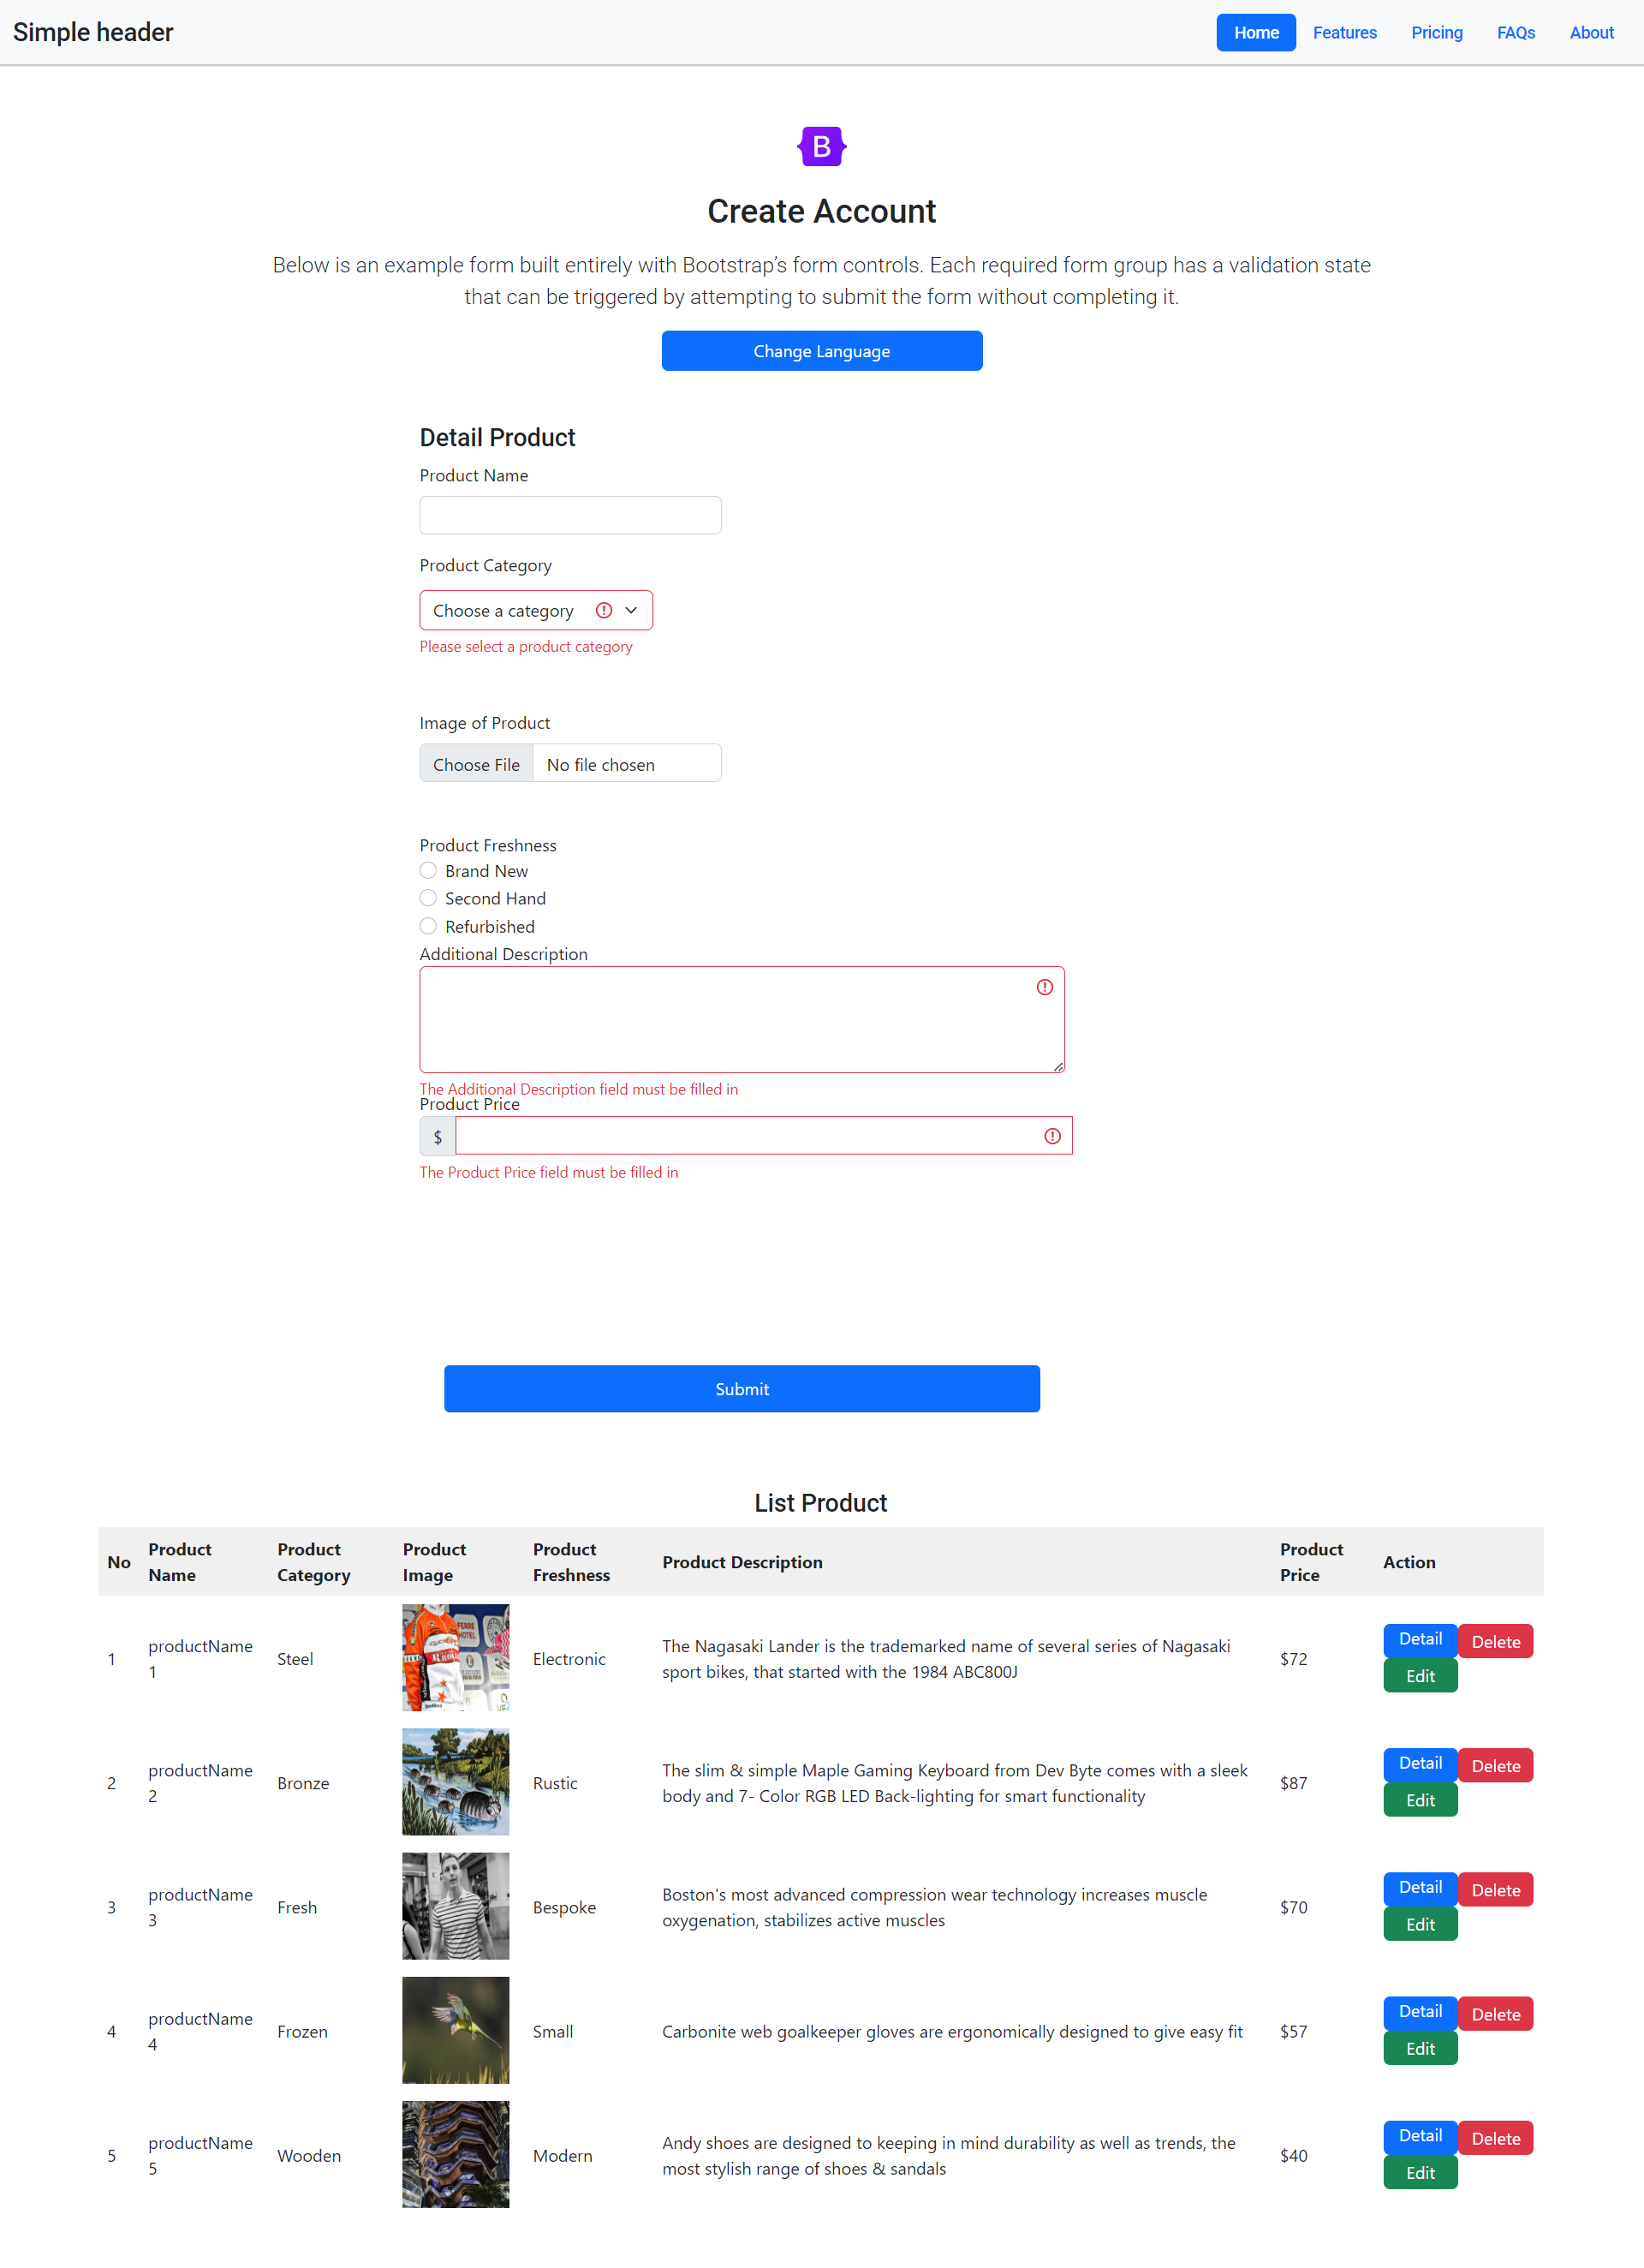 Simple header
Home Features Pricing FAQs About
B
Create Account
Below is an example form built entirely with Bootstrap’s form controls. Each required form group has a validation state
that can be triggered by attempting to submit the form without completing it.
Change Language
Detail Product
Product Name
Product Category
Choose a category
Please select a product category
Image of Product
Choose File No file chosen
Product Freshness
Brand New
Second Hand
Refurbished
Additional Description
The Additional Description field must be filled in
Product Price
$
The Product Price field must be filled in
Submit
List Product
No Product Name Product Category Product Image Product Freshness Product Description Product Price Action
1 productName 1 Steel Electronic The Nagasaki Lander is the trademarked name of several series of Nagasaki
sport bikes, that started with the 1984 ABC800J $72 Detail Delete
Edit
2 productName 2 Bronze Rustic The slim & simple Maple Gaming Keyboard from Dev Byte comes with a sleek
body and 7- Color RGB LED Back-lighting for smart functionality $87 Detail Delete
Edit
3 productName 3 Fresh Bespoke Boston's most advanced compression wear technology increases muscle
oxygenation, stabilizes active muscles $70 Detail Delete
Edit
4 productName 4 Frozen Small Carbonite web goalkeeper gloves are ergonomically designed to give easy fit $57 Detail Delete
Edit
5 productName 5 Wooden Modern Andy shoes are designed to keeping in mind durability as well as trends, the
most stylish range of shoes & sandals $40 Detail Delete
Edit